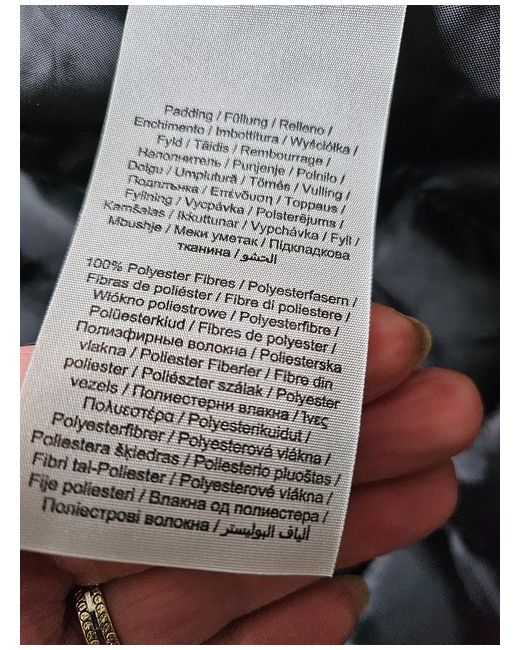 Padding / Füllung / Relleno /
Enchimento / Imbottitura / Wyściółka /
Fyld / Täidis / Rembourrage /
Наполнитель / Punjenje / Polnilo /
Dolgu / Umplutură / Tömés / Vulling /
Подплънка / Επένδυση / Toppaus /
Fyllning / Vycpávka / Polsterējums /
Kamšalas / Ikkuttunar / Vypchávka / Fyll /
Mbushje / Меки уметак / Підкладкова
тканина / الحشو
100% Polyester Fibres / Polyesterfasern /
Fibras de poliéster / Fibre di poliestere /
Włókno poliestrowe / Polyesterfibre /
Polüesterkiud / Fibres de polyester /
Полиэфирные волокна / Poliesterska
vlakna / Poliester Fiberler / Fibre din
poliester / Poliészter szálak / Polyester
vezels / Полиестерни влакна / Ίνες
Πολυεστέρα / Polyesterikuidut /
Polyesterfibrer / Polyesterová vlákna /
Poliestera šķiedras / Poliesterio pluoštas /
Fibri tal-Poliester / Polyesterové vlákna /
Fije poliesteri / Влакна од полиестера /
Поліестрові волокна / ألياف البوليستر